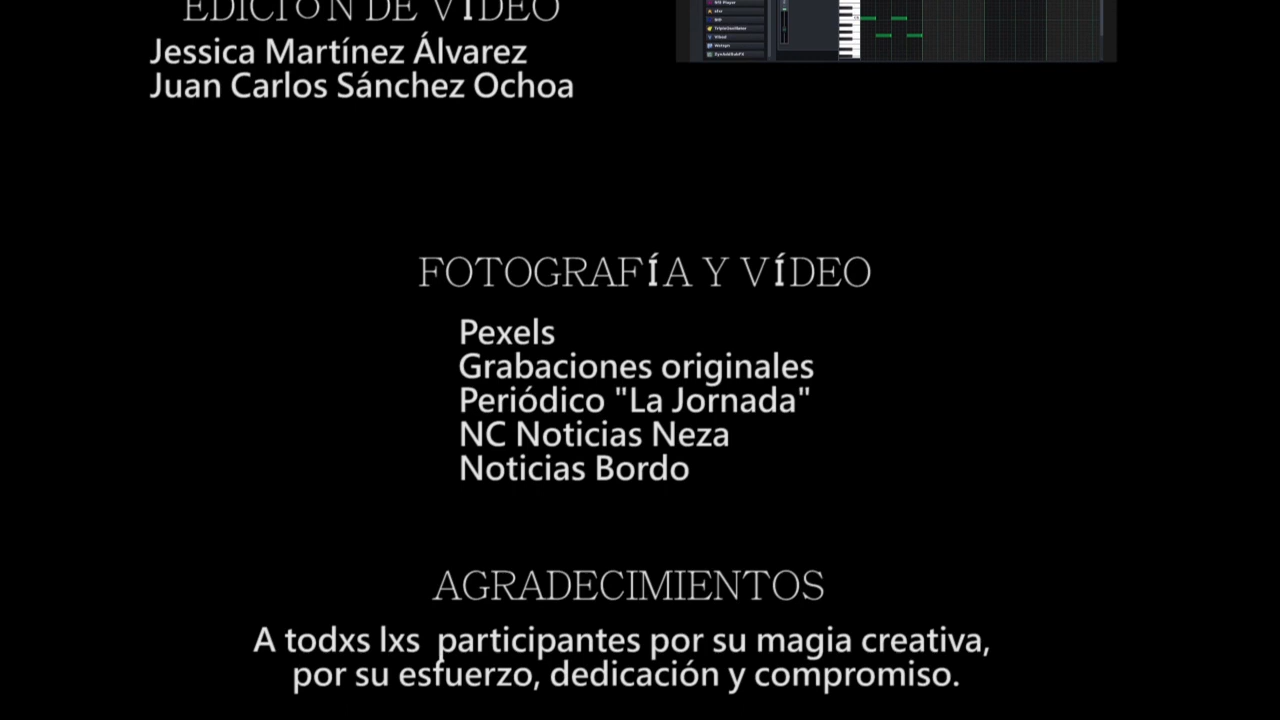 EDICIÓN DE VÍDEO
Jessica Martínez Álvarez
Juan Carlos Sánchez Ochoa
FOTOGRAFÍA Y VÍDEO
Pexels
Grabaciones originales
Periódico "La Jornada"
NC Noticias Neza
Noticias Bordo
AGRADECIMIENTOS
A todxs lxs participantes por su magia creativa,
por su esfuerzo, dedicación y compromiso.